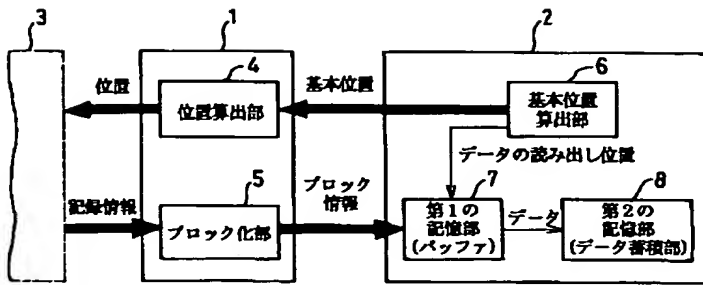 3
1
2
4
位置
位置算出部
基本位置
6
基本位置
算出部
データの読み出し位置
5
記録情報
ブロック化部
ブロック
情報
7
第1の
記憶部
(バッファ)
データ
8
第2の
記憶部
(データ蓄積部)